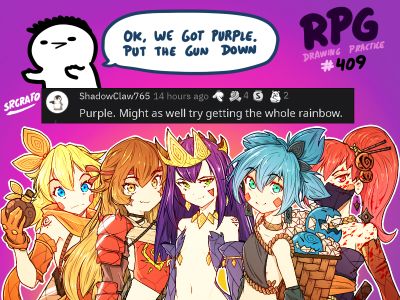 OK, WE GOT PURPLE.
PUT THE GUN DOWN
RPG
DRAWING PRACTICE
#409
SRGRAFO
ShadowClaw765 14 hours ago 4 S 2
Purple. Might as well try getting the whole rainbow.